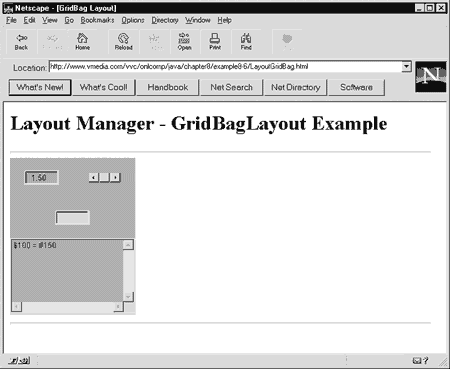 Netscape - [GridBag Layout]
File Edit View Go Bookmarks Options Directory Window Help
Back Home Reload Open Print Find
Location: http://www.vmedia.com/vvc/onlcomp/java/chapter8/example8-6/LayoutGridBag.html
N
What's New! What's Cool! Handbook Net Search Net Directory Software
Layout Manager - GridBagLayout Example
1.50
$100 = #150
?